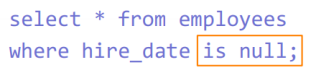 select * from employees
where hire_date is null;